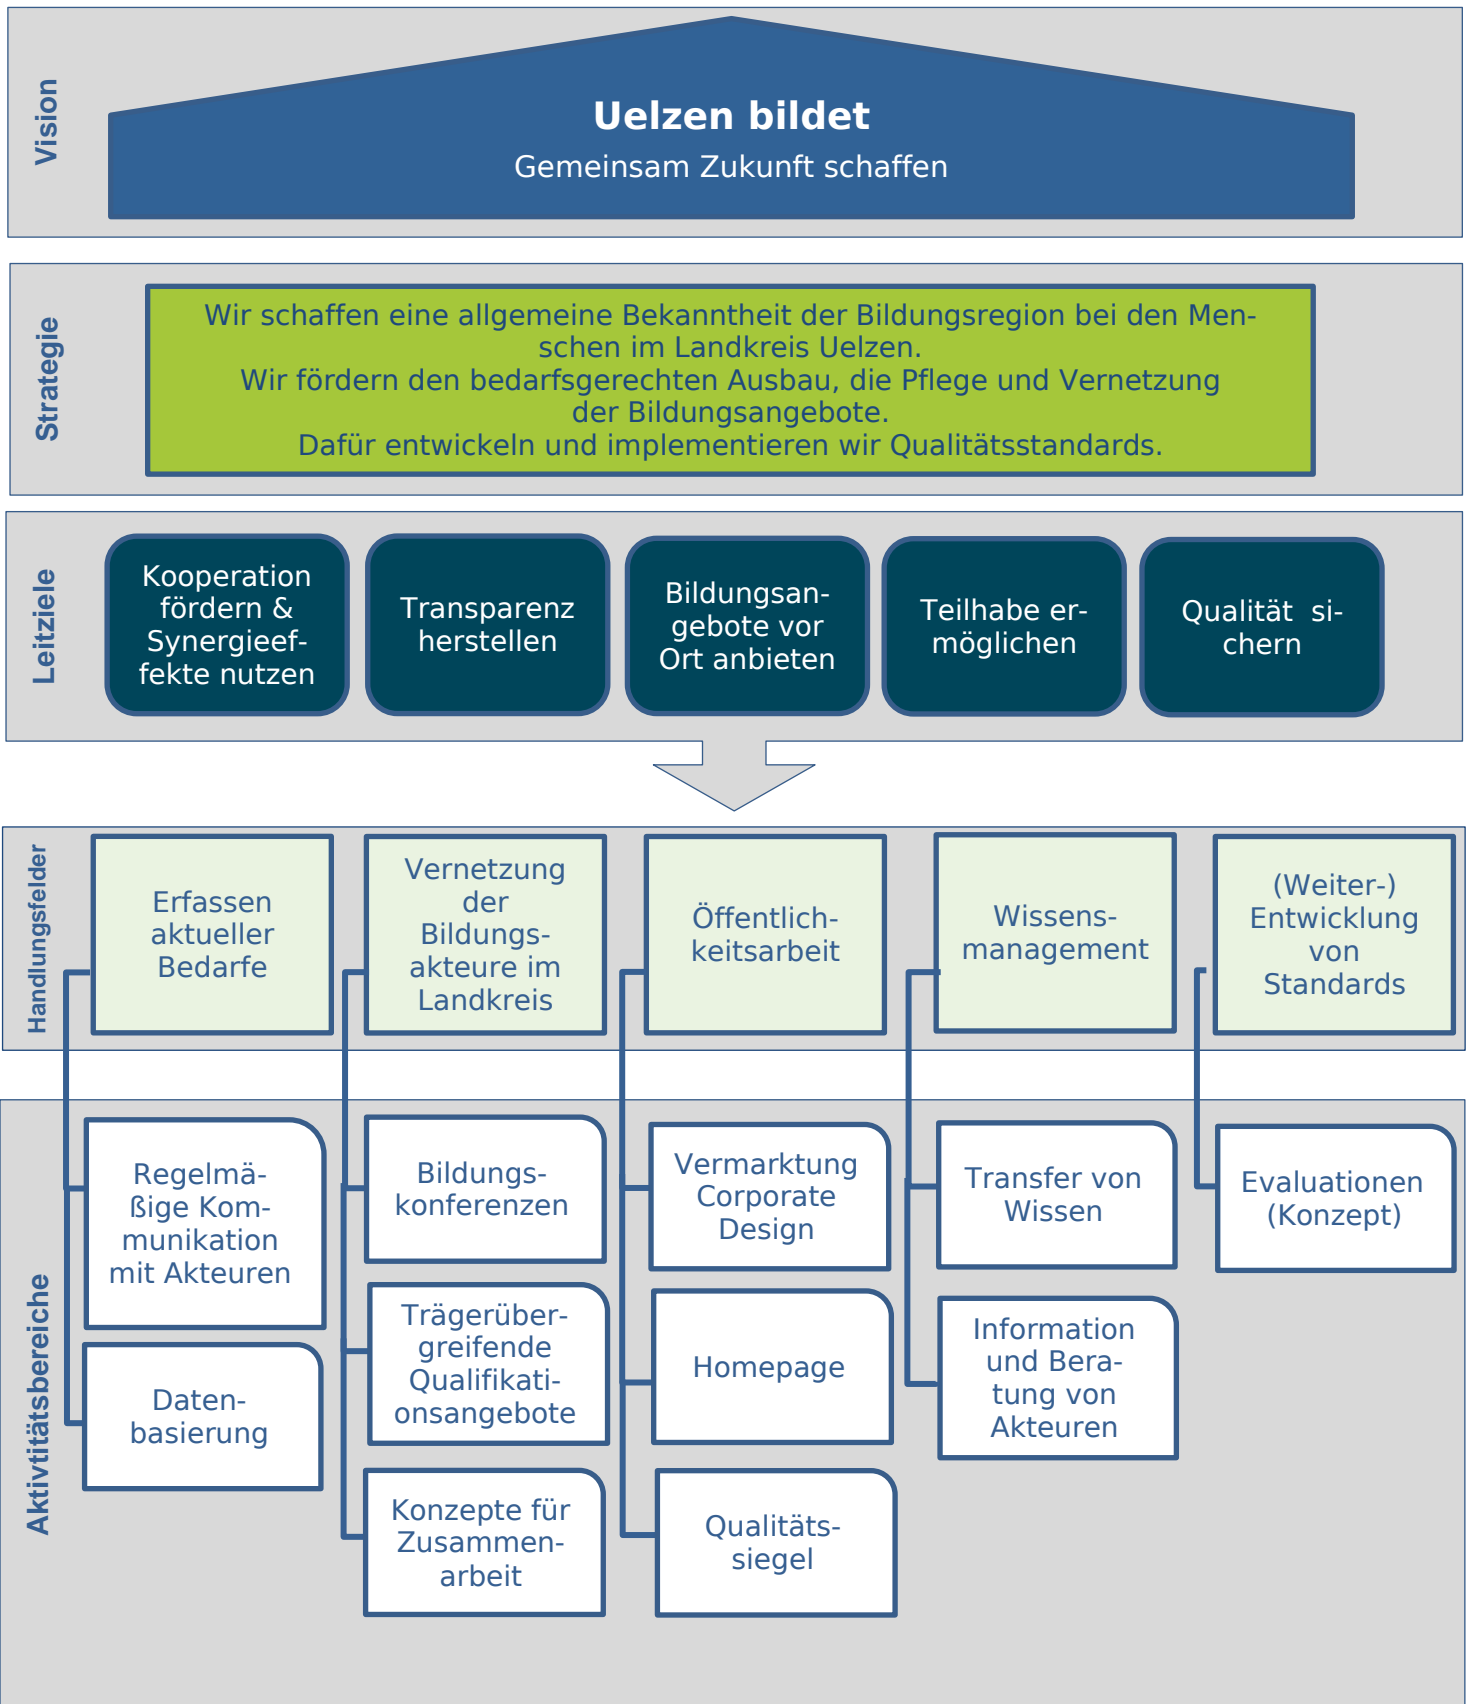 Vision
Uelzen bildet
Gemeinsam Zukunft schaffen
Strategie
Wir schaffen eine allgemeine Bekanntheit der Bildungsregion bei den Men-
schen im Landkreis Uelzen.
Wir fördern den bedarfsgerechten Ausbau, die Pflege und Vernetzung
der Bildungsangebote.
Dafür entwickeln und implementieren wir Qualitätsstandards.
Leitziele
Kooperation
fördern &
Synergieef-
fekte nutzen
Transparenz
herstellen
Bildungsan-
gebote vor
Ort anbieten
Teilhabe er-
möglichen
Qualität  si-
chern
Handlungsfelder
Erfassen
aktueller
Bedarfe
Vernetzung
der
Bildungs-
akteure im
Landkreis
Öffentlich-
keitsarbeit
Wissens-
management
(Weiter-)
Entwicklung
von
Standards
Aktivtitätsbereiche
Regelmä-
ßige Kom-
munikation
mit Akteuren
Daten-
basierung
Bildungs-
konferenzen
Trägerüber-
greifende
Qualifikati-
onsangebote
Konzepte für
Zusammen-
arbeit
Vermarktung
Corporate
Design
Homepage
Qualitäts-
siegel
Transfer von
Wissen
Information
und Bera-
tung von
Akteuren
Evaluationen
(Konzept)